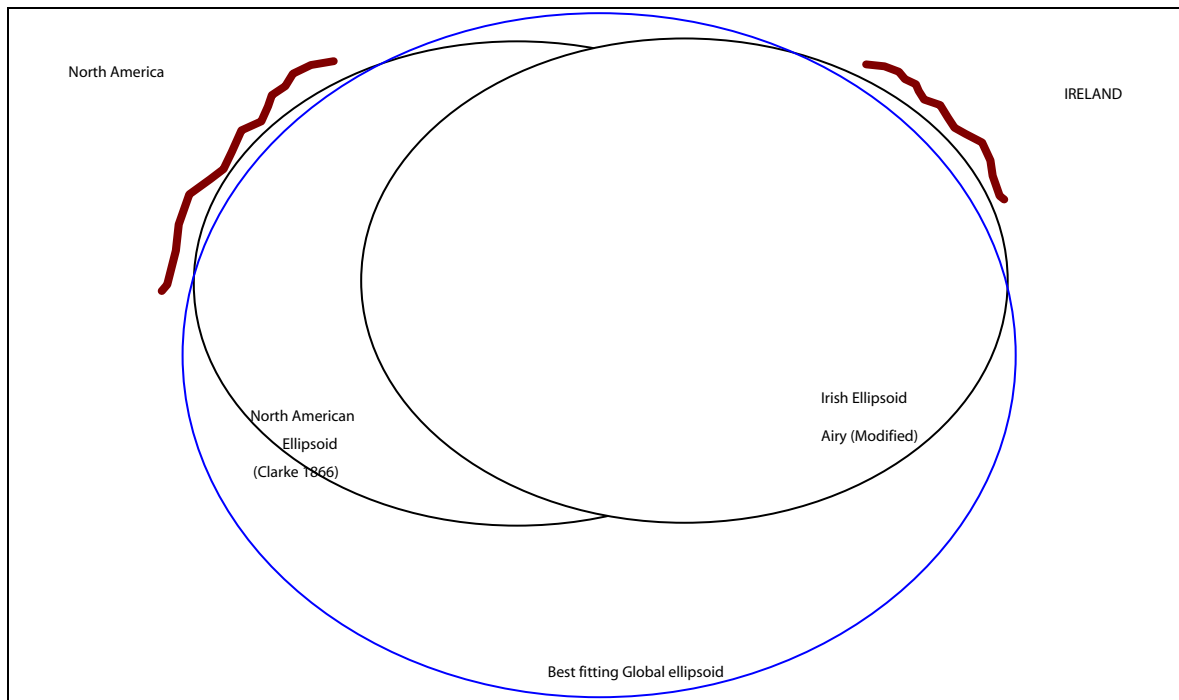 North America
IRELAND
Irish Ellipsoid
Airy (Modified)
North American
Ellipsoid
(Clarke 1866)
Best fitting Global ellipsoid